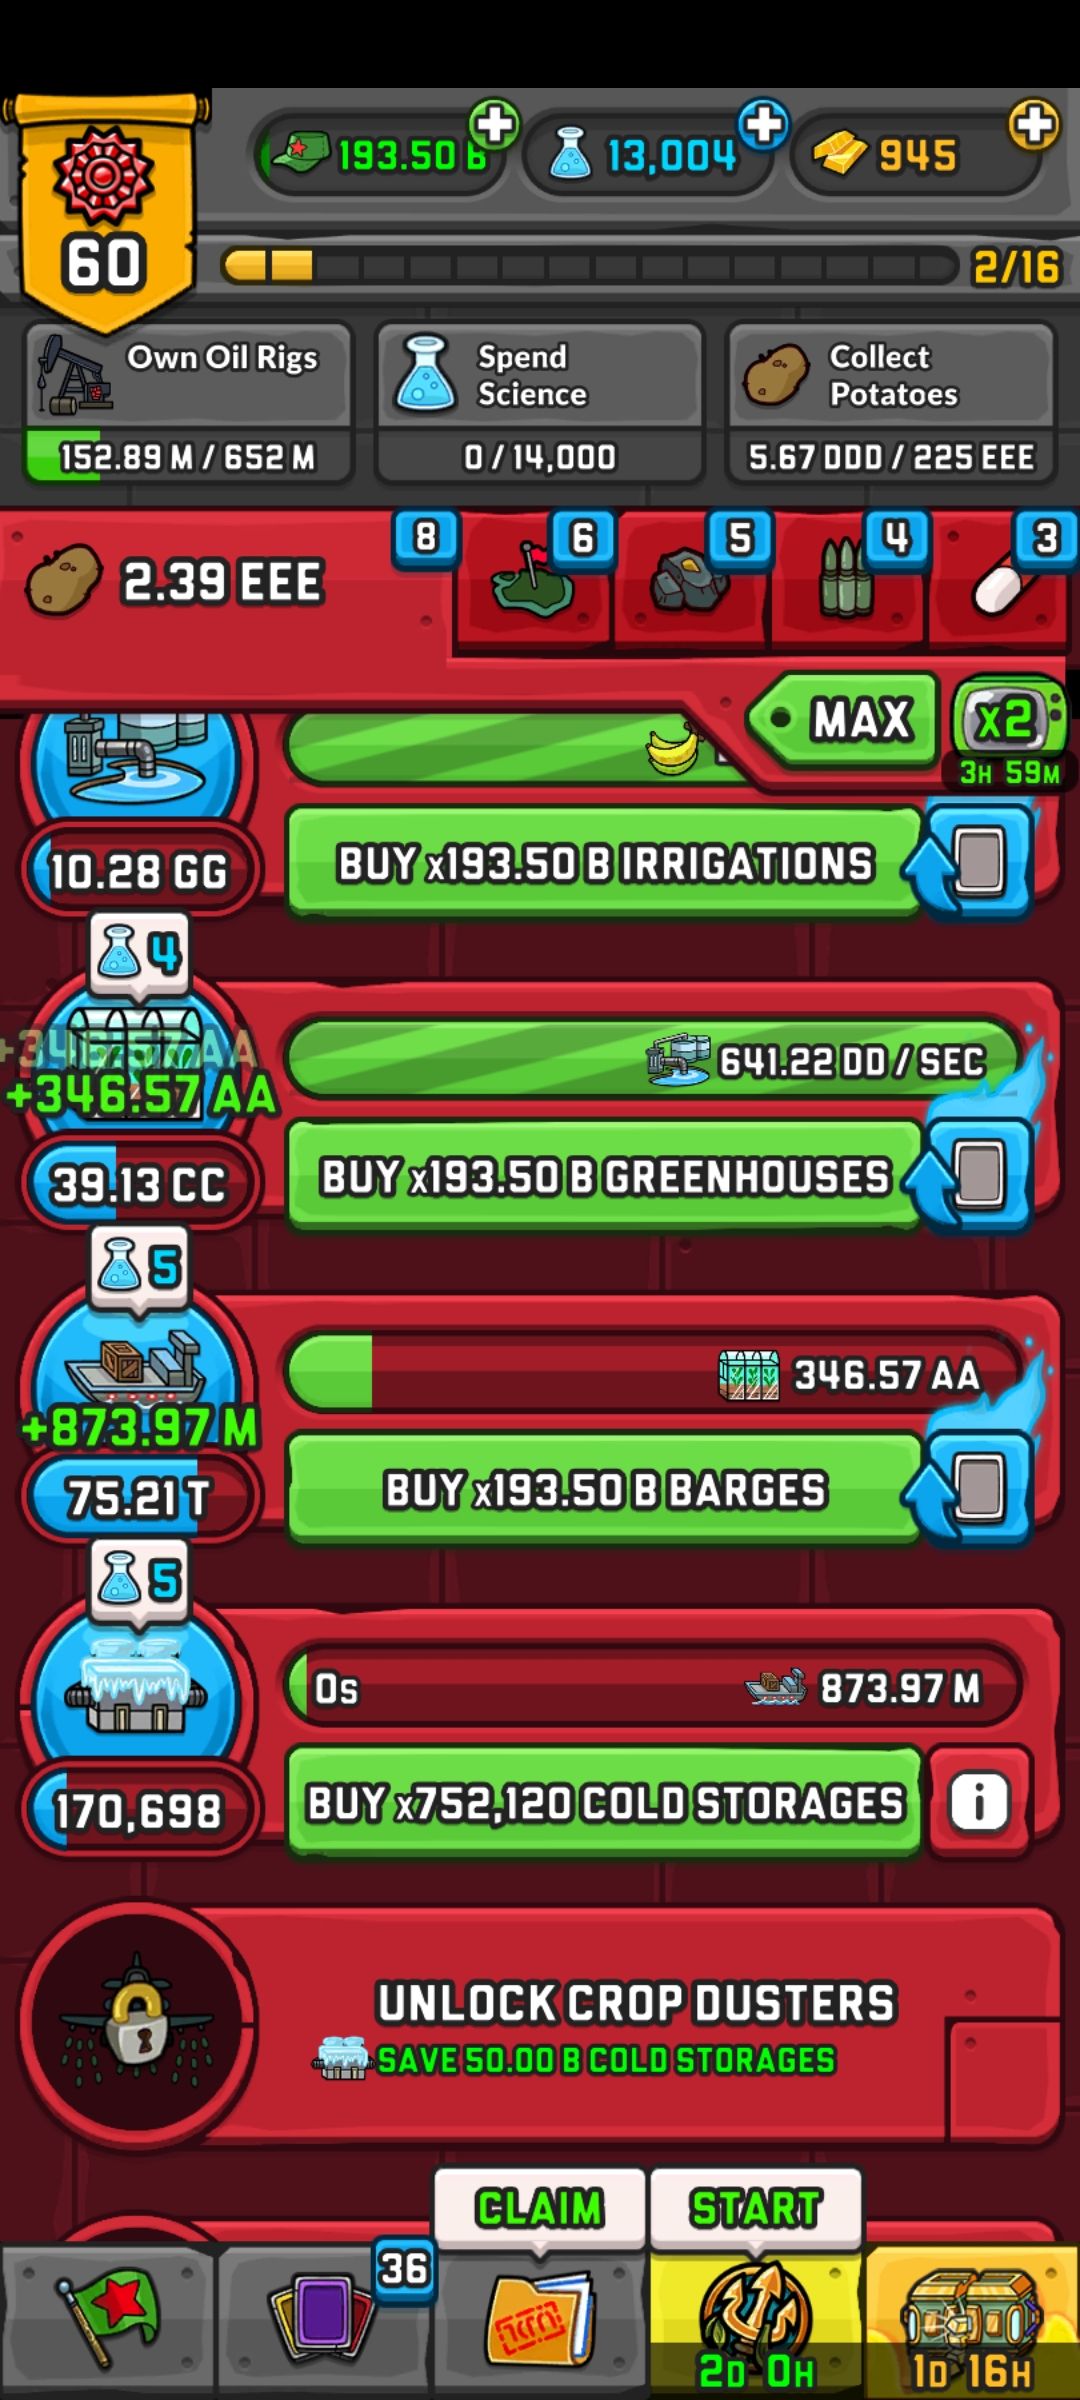 60
193.50 B
13,004
945
2/16
Own Oil Rigs
152.89 M / 652 M
Spend
Science
0 / 14,000
Collect
Potatoes
5.67 DDD / 225 EEE
2.39 EEE
8
6
5
4
3
MAX
x2
3H 59M
10.28 GG
BUY x193.50 B IRRIGATIONS
4
+346.57 AA
+346.57 AA
641.22 DD / SEC
39.13 CC
BUY x193.50 B GREENHOUSES
5
346.57 AA
+873.97 M
75.21 T
BUY x193.50 B BARGES
5
0s
873.97 M
170,698
BUY x752,120 COLD STORAGES
i
UNLOCK CROP DUSTERS
SAVE 50.00 B COLD STORAGES
CLAIM
START
36
2D 0H
1D 16H